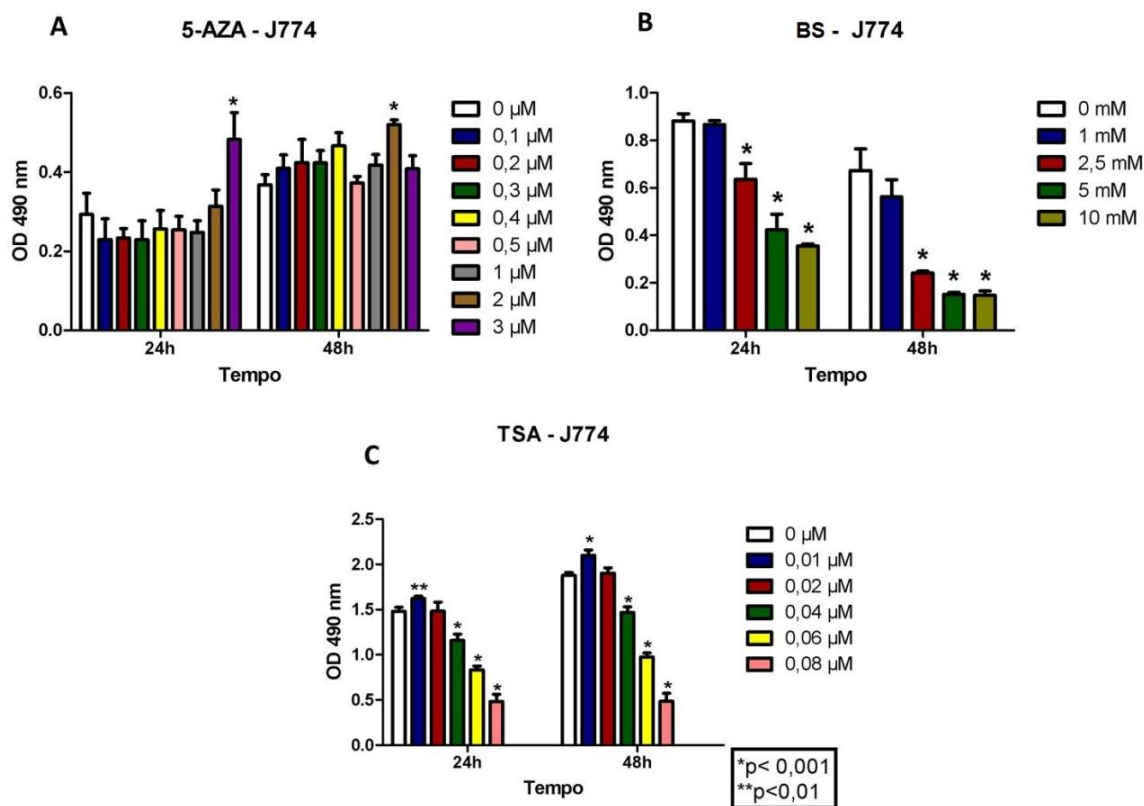 A
5-AZA - J774
OD 490 nm
0.6
0.4
0.2
0.0
24h
48h
Tempo
0 µM
0,1 µM
0,2 µM
0,3 µM
0,4 µM
0,5 µM
1 µM
2 µM
3 µM
*
*
B
BS - J774
OD 490 nm
1.0
0.8
0.6
0.4
0.2
0.0
24h
48h
Tempo
0 mM
1 mM
2,5 mM
5 mM
10 mM
*
*
*
*
*
*
C
TSA - J774
OD 490 nm
2.5
2.0
1.5
1.0
0.5
0.0
24h
48h
Tempo
0 µM
0,01 µM
0,02 µM
0,04 µM
0,06 µM
0,08 µM
**
*
*
*
*
*
*
*
*p< 0,001
**p<0,01